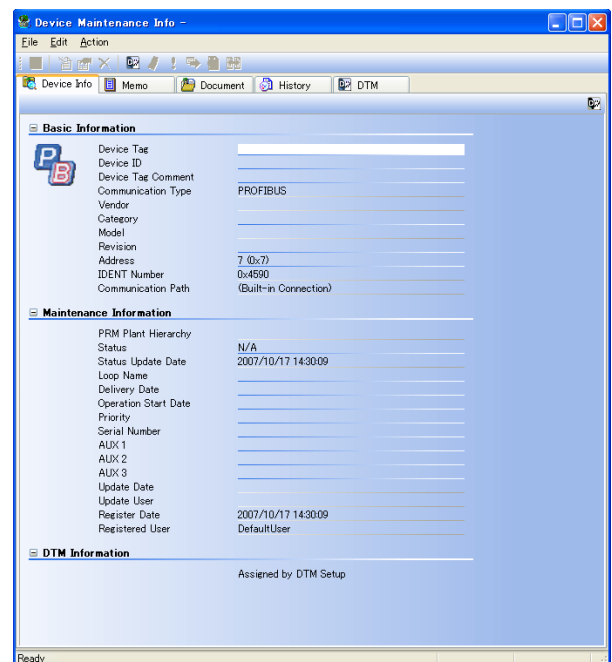 Device Maintenance Info -
File Edit Action
Device Info Memo Document History DTM
Basic Information
PB
Device Tag
Device ID
Device Tag Comment
Communication Type PROFIBUS
Vendor
Category
Model
Revision
Address 7 (0x7)
IDENT Number 0x4590
Communication Path (Built-in Connection)
Maintenance Information
PRM Plant Hierarchy
Status N/A
Status Update Date 2007/10/17 14:30:09
Loop Name
Delivery Date
Operation Start Date
Priority
Serial Number
AUX 1
AUX 2
AUX 3
Update Date
Update User
Register Date 2007/10/17 14:30:09
Registered User DefaultUser
DTM Information
Assigned by DTM Setup
Ready